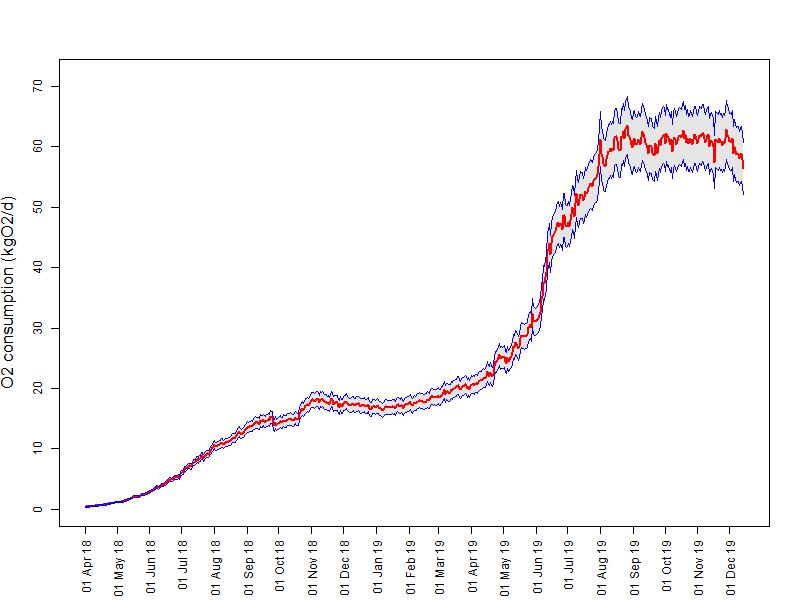 O2 consumption (kgO2/d)
70
60
50
40
30
20
10
0
01 Apr 18
01 May 18
01 Jun 18
01 Jul 18
01 Aug 18
01 Sep 18
01 Oct 18
01 Nov 18
01 Dec 18
01 Jan 19
01 Feb 19
01 Mar 19
01 Apr 19
01 May 19
01 Jun 19
01 Jul 19
01 Aug 19
01 Sep 19
01 Oct 19
01 Nov 19
01 Dec 19